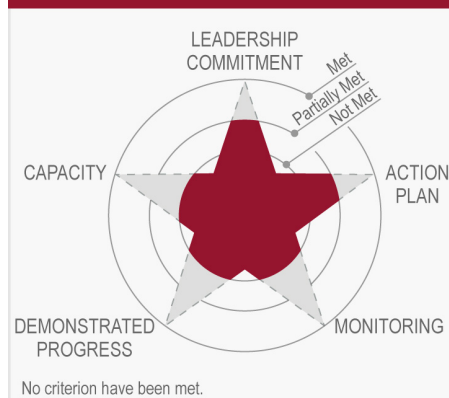 LEADERSHIP
COMMITMENT
Met
Partially Met
Not Met
CAPACITY
ACTION
PLAN
DEMONSTRATED
PROGRESS
MONITORING
No criterion have been met.